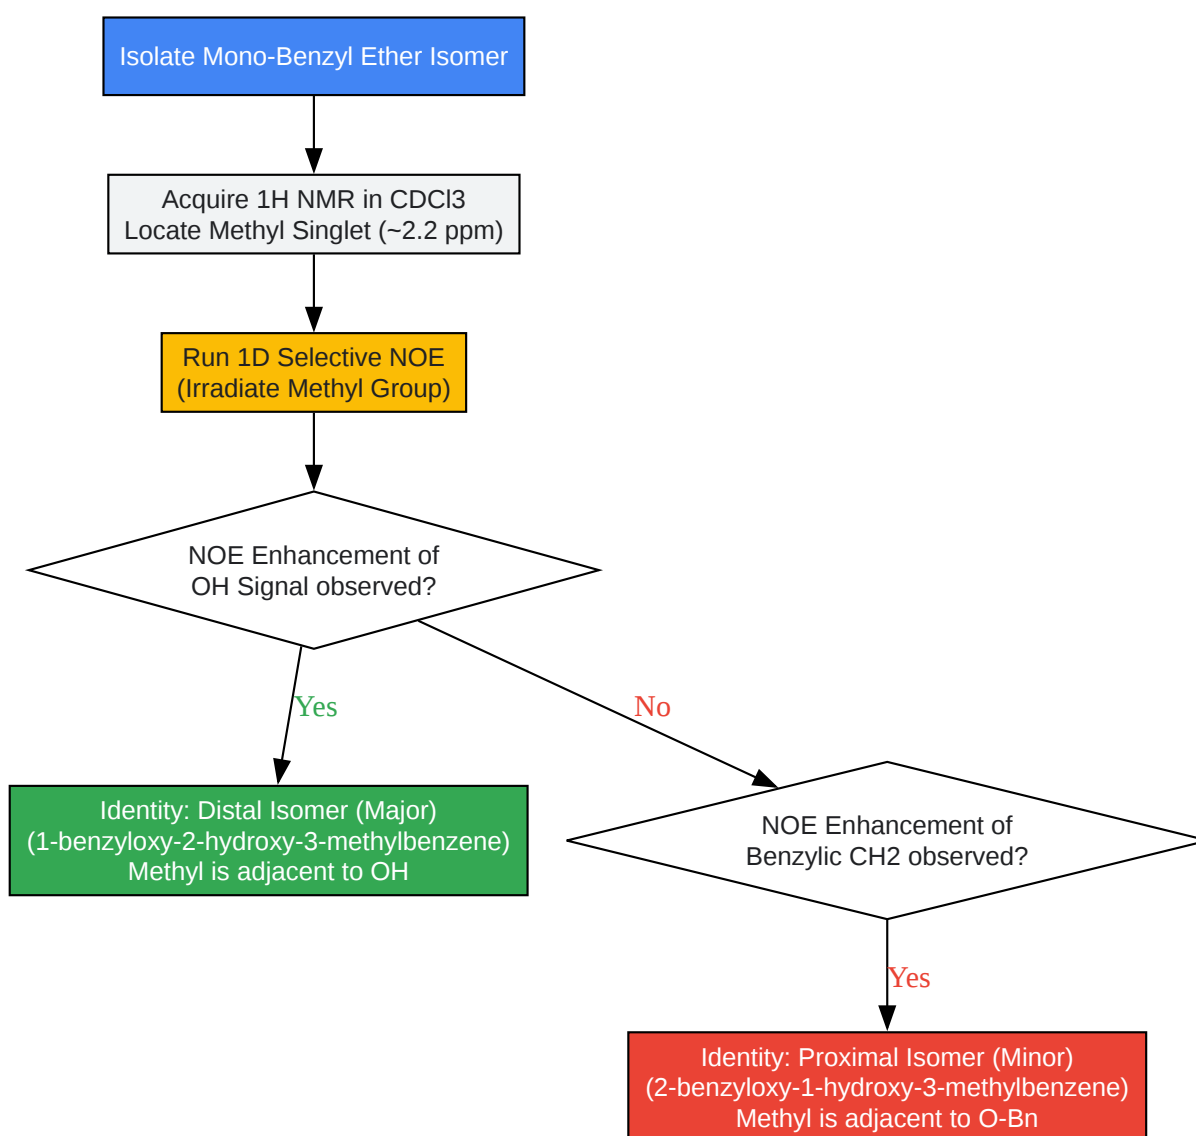 Isolate Mono-Benzyl Ether Isomer
Acquire 1H NMR in CDCl3
Locate Methyl Singlet (~2.2 ppm)
Run 1D Selective NOE
(Irradiate Methyl Group)
NOE Enhancement of
OH Signal observed?
Yes
No
Identity: Distal Isomer (Major)
(1-benzyloxy-2-hydroxy-3-methylbenzene)
Methyl is adjacent to OH
NOE Enhancement of
Benzylic CH2 observed?
Yes
Identity: Proximal Isomer (Minor)
(2-benzyloxy-1-hydroxy-3-methylbenzene)
Methyl is adjacent to O-Bn